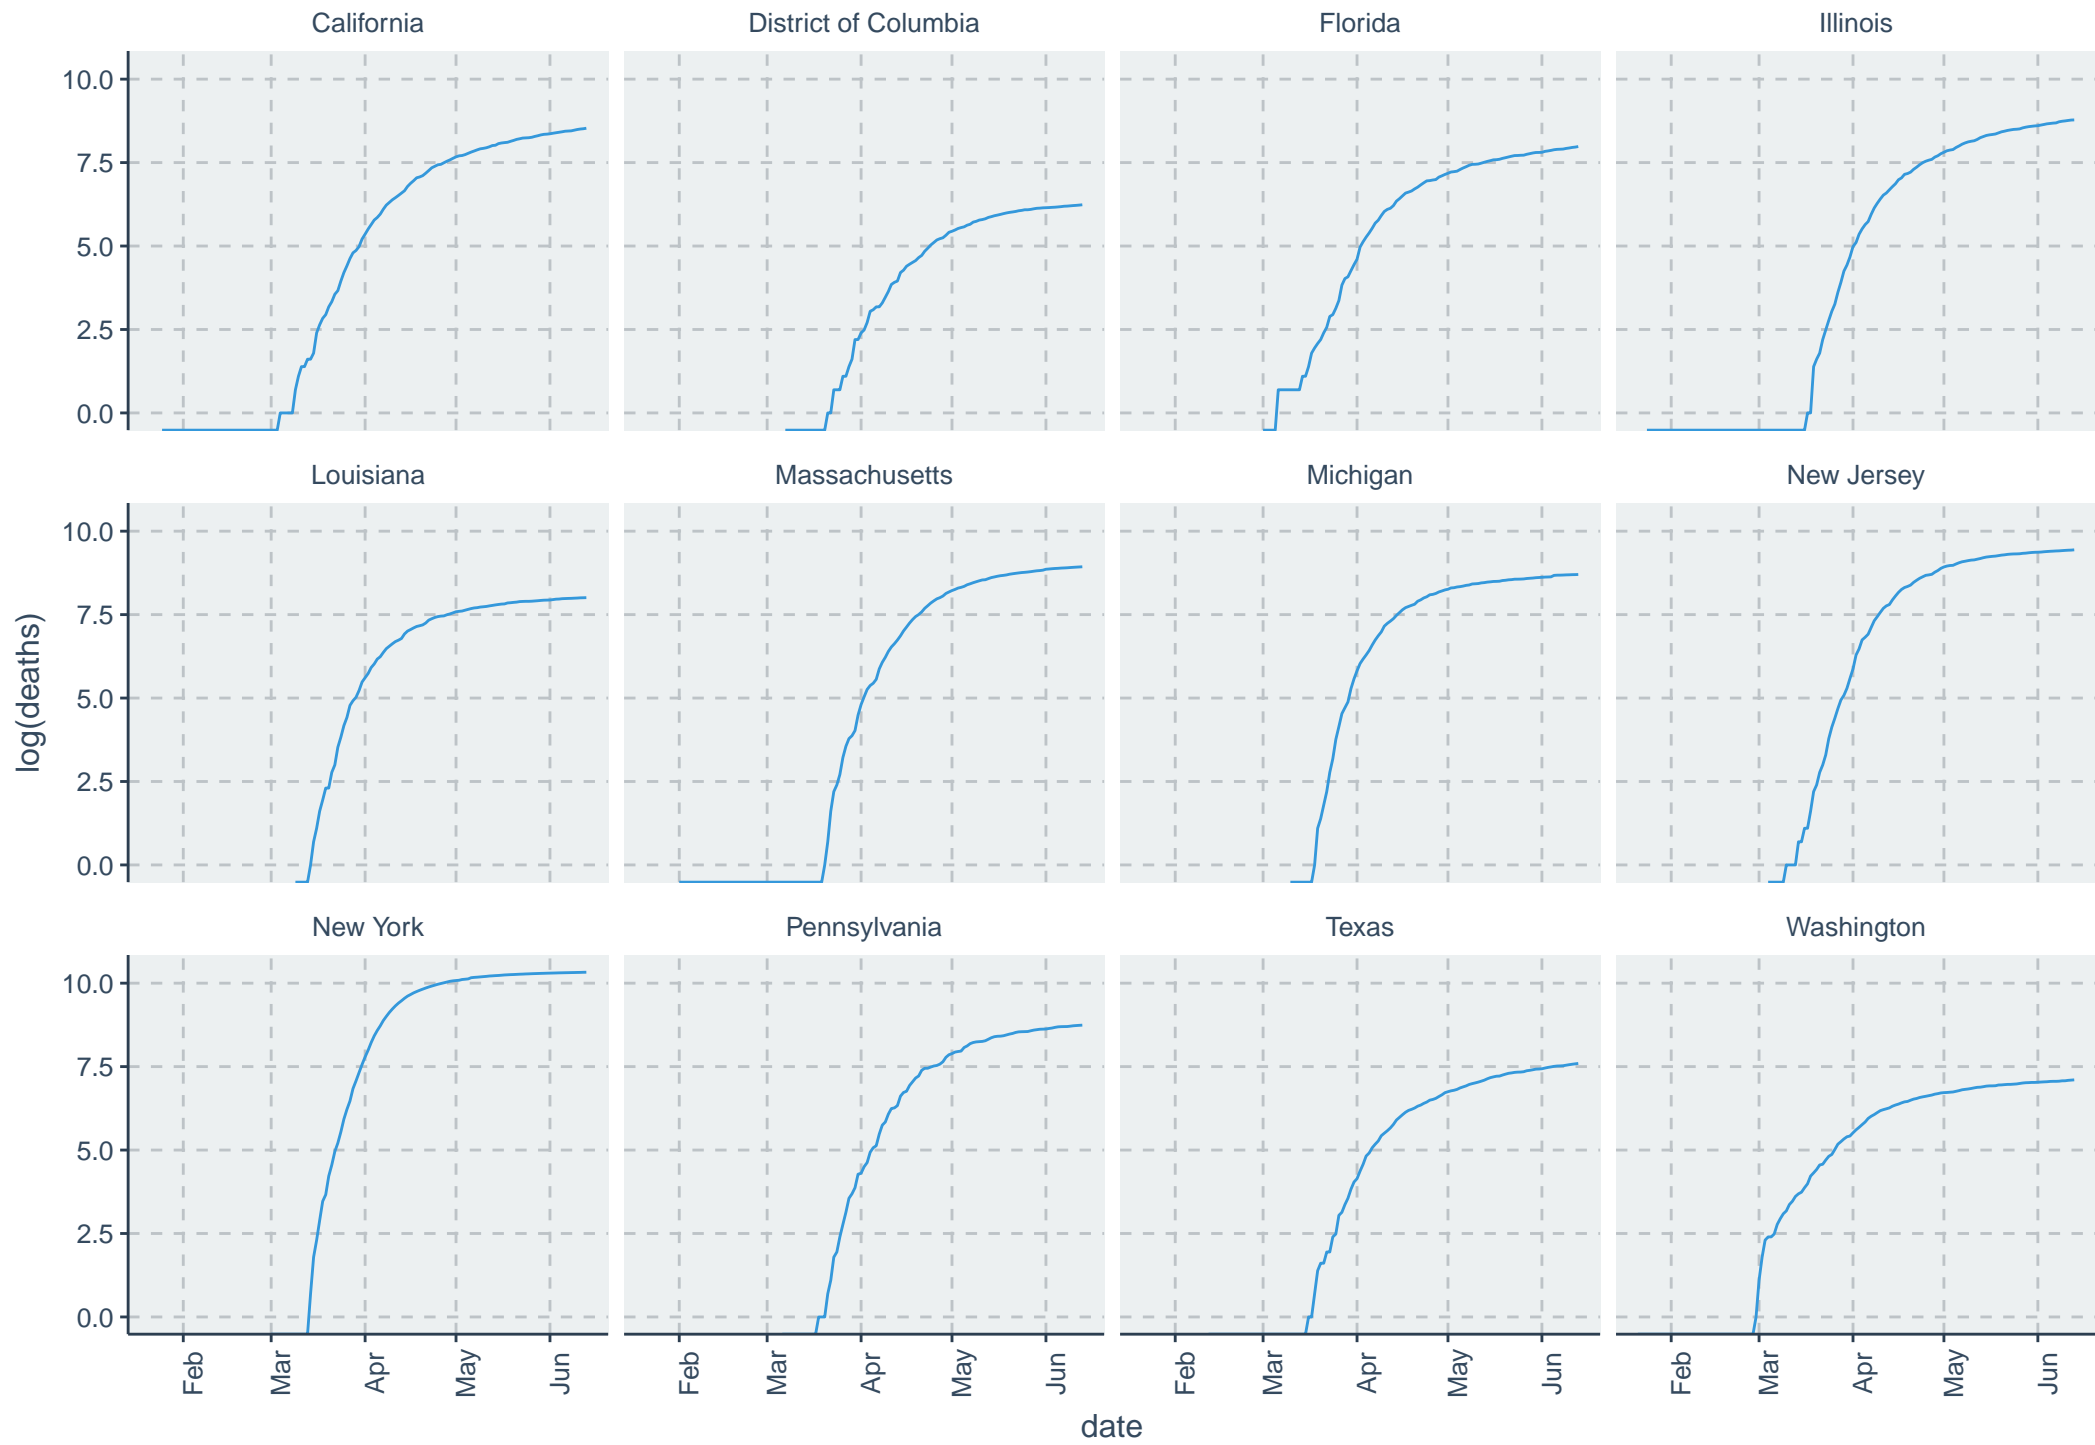 California
District of Columbia
Florida
Illinois
10.0
7.5
5.0
2.5
0.0
Louisiana
Massachusetts
Michigan
New Jersey
10.0
7.5
5.0
2.5
0.0
log(deaths)
New York
Pennsylvania
Texas
Washington
10.0
7.5
5.0
2.5
0.0
Feb Mar Apr May Jun
Feb Mar Apr May Jun
Feb Mar Apr May Jun
Feb Mar Apr May Jun
date